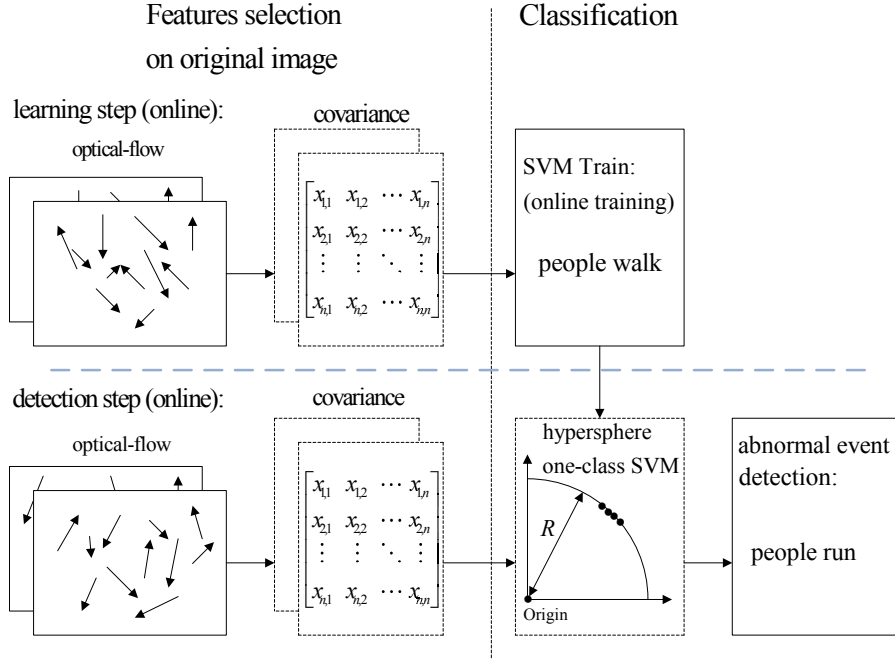 Features selection
on original image
Classification
learning step (online):
optical-flow
covariance
x1,1 x1,2 ⋯ x1,n
x2,1 x2,2 ⋯ x2,n
⋮ ⋮ ⋱ ⋮
xn,1 xn,2 ⋯ xn,n
SVM Train:
(online training)
people walk
detection step (online):
optical-flow
covariance
x1,1 x1,2 ⋯ x1,n
x2,1 x2,2 ⋯ x2,n
⋮ ⋮ ⋱ ⋮
xn,1 xn,2 ⋯ xn,n
hypersphere
one-class SVM
R
Origin
abnormal event
detection:
people run